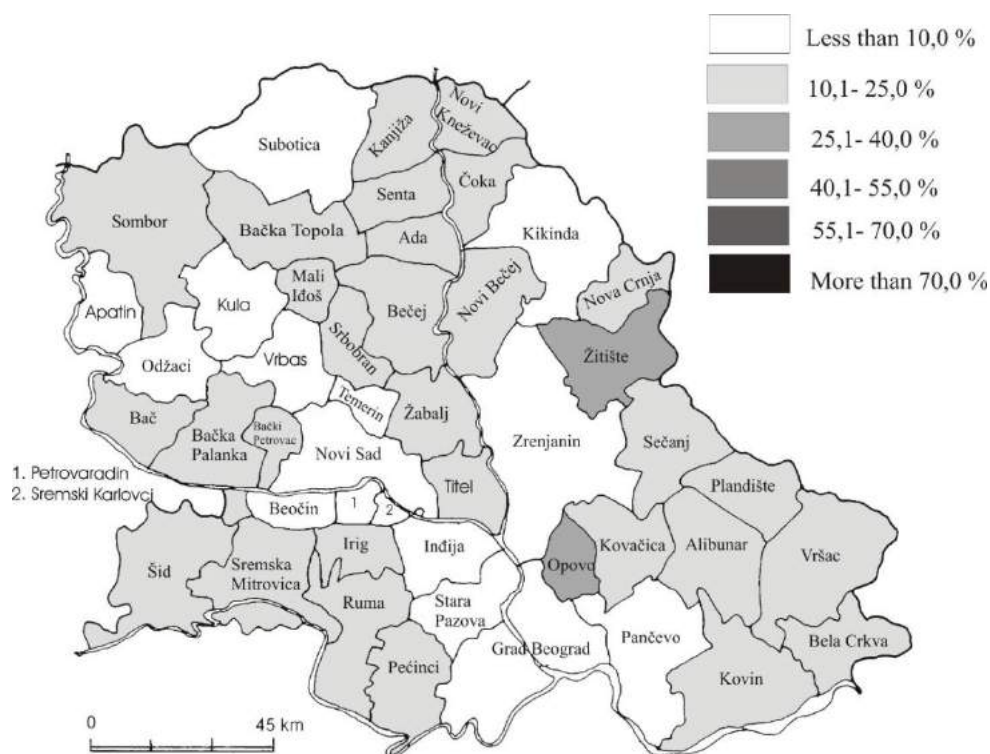 Less than 10,0 %
10,1- 25,0 %
25,1- 40,0 %
40,1- 55,0 %
55,1- 70,0 %
More than 70,0 %
Subotica
Kanjiža
Novi
Kneževac
Senta
Čoka
Sombor
Bačka Topola
Ada
Kikinda
Apatin
Kula
Mali
Iđoš
Bečej
Novi Bečej
Nova Crnja
Srbobran
Žitište
Odžaci
Vrbas
Temerin
Žabalj
Bač
Bačka
Palanka
Bački
Petrovac
Novi Sad
Zrenjanin
Sečanj
1. Petrovaradin
2. Sremski Karlovci
Titel
Plandište
Beočin
1
2
Šid
Sremska
Mitrovica
Irig
Inđija
Opovo
Kovačica
Alibunar
Vršac
Ruma
Stara
Pazova
Grad Beograd
Pančevo
Bela Crkva
Pećinci
Kovin
0
45 km